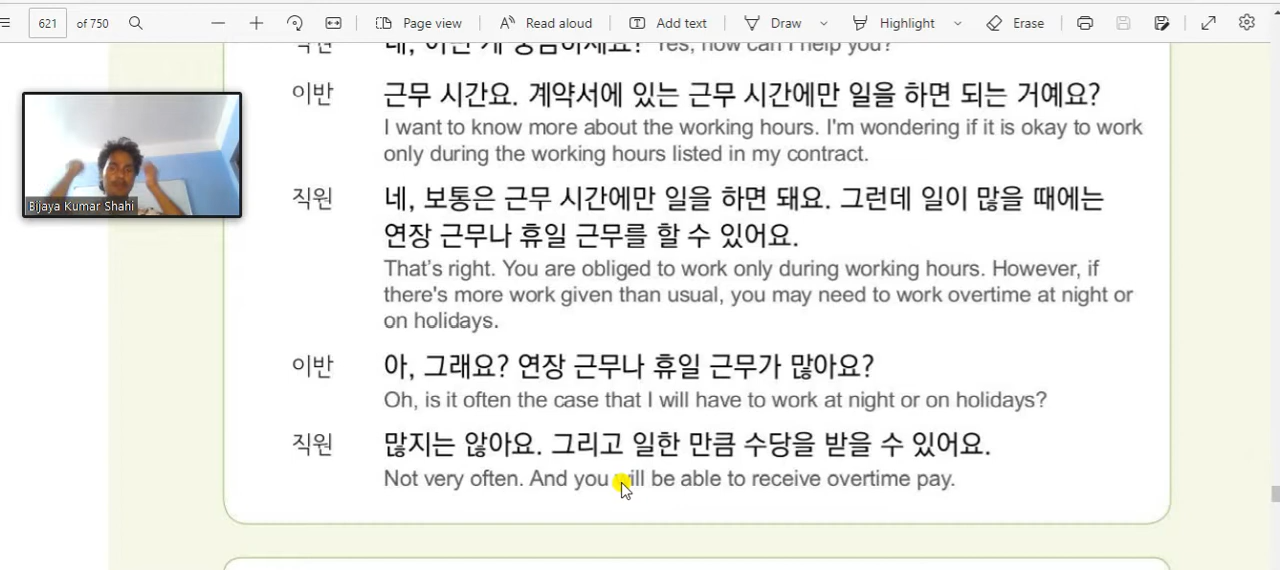 621 of 750 Page view Read aloud Add text Draw Highlight Erase
Yes, how can I help you?
이반 근무 시간요. 계약서에 있는 근무 시간에만 일을 하면 되는 거예요?
I want to know more about the working hours. I'm wondering if it is okay to work
only during the working hours listed in my contract.
Bijaya Kumar Shahi
직원 네, 보통은 근무 시간에만 일을 하면 돼요. 그런데 일이 많을 때에는
연장 근무나 휴일 근무를 할 수 있어요.
That's right. You are obliged to work only during working hours. However, if
there's more work given than usual, you may need to work overtime at night or
on holidays.
이반 아, 그래요? 연장 근무나 휴일 근무가 많아요?
Oh, is it often the case that I will have to work at night or on holidays?
직원 많지는 않아요. 그리고 일한 만큼 수당을 받을 수 있어요.
Not very often. And you will be able to receive overtime pay.